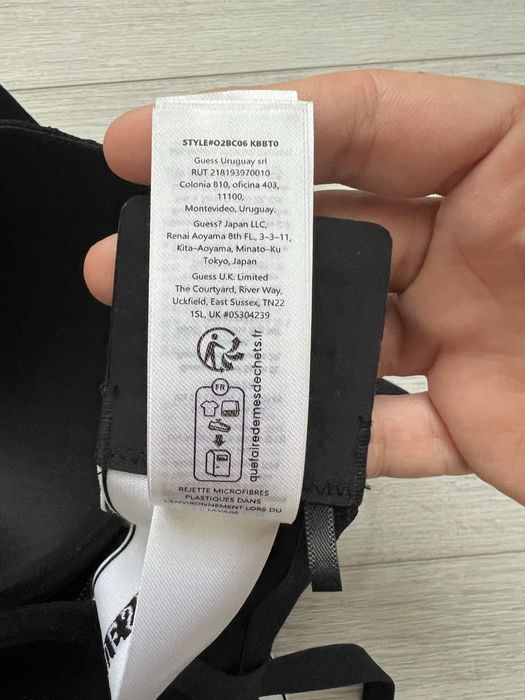 STYLE#O2BC06 KBBT0
Guess Uruguay srl
RUT 218193970010
Colonia 810, oficina 403,
11100,
Montevideo, Uruguay.
Guess? Japan LLC,
Renai Aoyama 8th FL, 3-3-11,
Kita-Aoyama, Minato-Ku
Tokyo, Japan
Guess U.K. Limited
The Courtyard, River Way,
Uckfield, East Sussex, TN22
1SL, UK #05304239
FR
quefairedemesdechets.fr
REJETTE MICROFIBRES
PLASTIQUES DANS
L'ENVIRONNEMENT LORS DU
LAVAGE